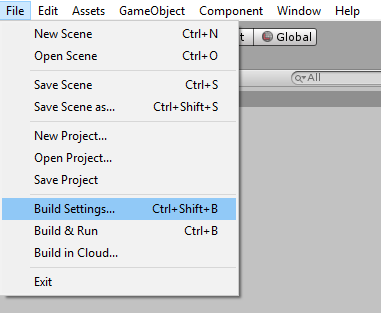 File Edit Assets GameObject Component Window Help
New Scene Ctrl+N
Open Scene Ctrl+O
Save Scene Ctrl+S
Save Scene as... Ctrl+Shift+S
New Project...
Open Project...
Save Project
Build Settings... Ctrl+Shift+B
Build & Run Ctrl+B
Build in Cloud...
Exit
t Global
All